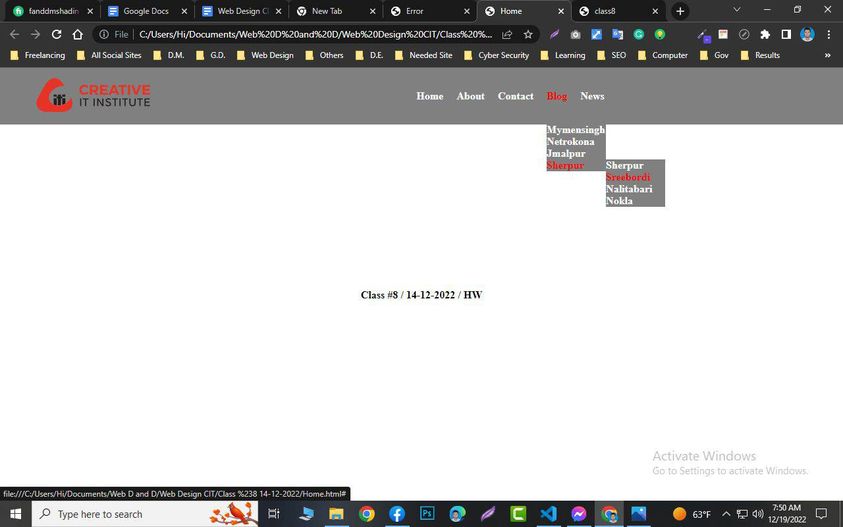 fanddmshadin
Google Docs
Web Design Cl
New Tab
Error
Home
class8
File
C:/Users/Hi/Documents/Web%20D%20and%20D/Web%20Design%20CIT/Class%20%...
Freelancing
All Social Sites
D.M.
G.D.
Web Design
Others
D.E.
Needed Site
Cyber Security
Learning
SEO
Computer
Gov
Results
»
CREATIVE
IT INSTITUTE
Home About Contact Blog News
Mymensingh
Netrokona
Jmalpur
Sherpur
Sherpur
Sreebordi
Nalitabari
Nokla
Class #8 / 14-12-2022 / HW
Activate Windows
Go to Settings to activate Windows.
file:///C:/Users/Hi/Documents/Web D and D/Web Design CIT/Class %238 14-12-2022/Home.html#
Type here to search
Ps
63°F
7:50 AM
12/19/2022